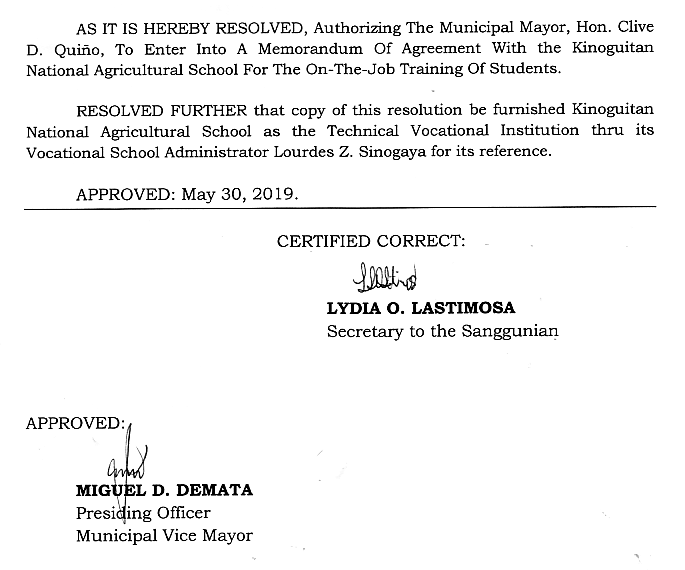 AS IT IS HEREBY RESOLVED, Authorizing The Municipal Mayor, Hon. Clive
D. Quiño, To Enter Into A Memorandum Of Agreement With the Kinoguitan
National Agricultural School For The On-The-Job Training Of Students.
RESOLVED FURTHER that copy of this resolution be furnished Kinoguitan
National Agricultural School as the Technical Vocational Institution thru its
Vocational School Administrator Lourdes Z. Sinogaya for its reference.
APPROVED: May 30, 2019.
CERTIFIED CORRECT:
LYDIA O. LASTIMOSA
Secretary to the Sanggunian
APPROVED:
MIGUEL D. DEMATA
Presiding Officer
Municipal Vice Mayor